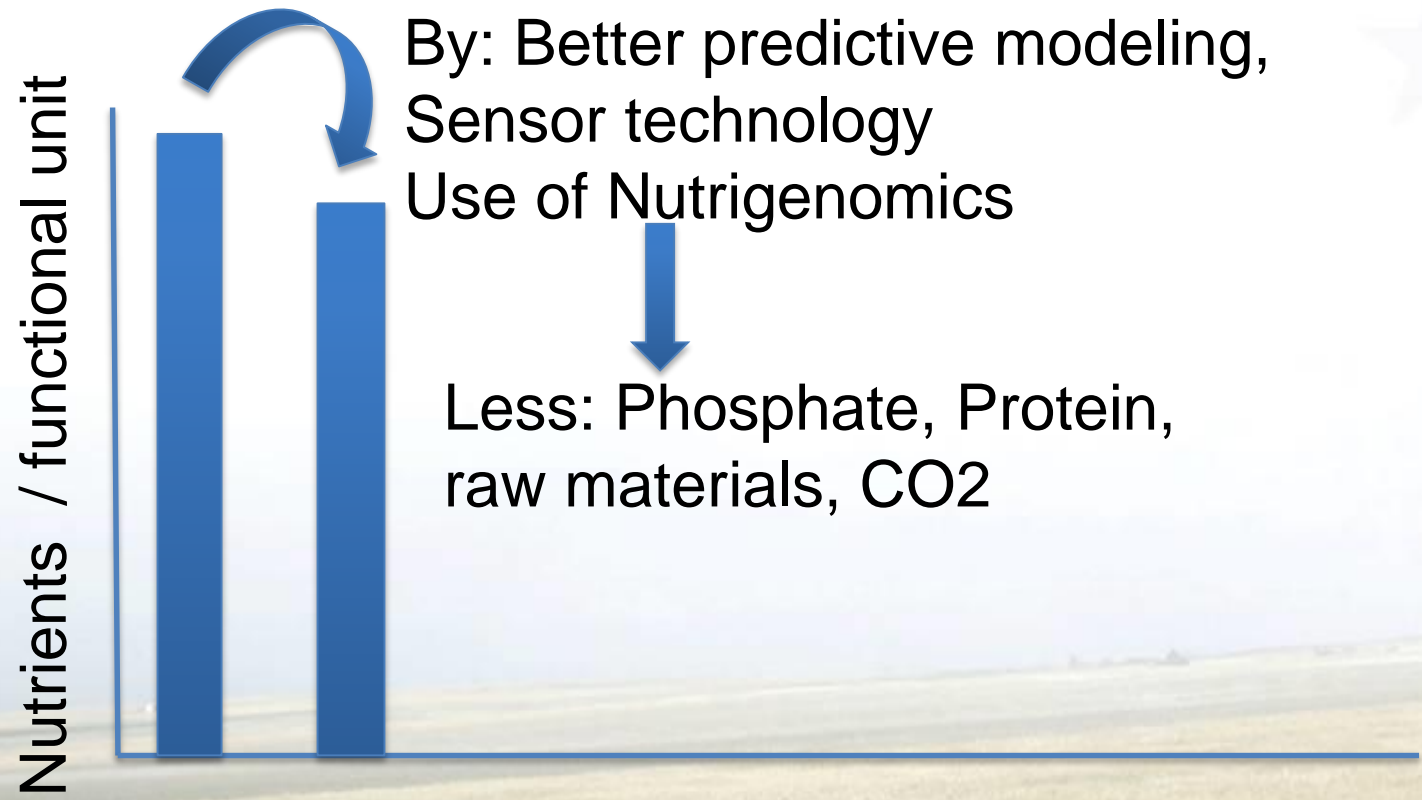 Nutrients / functional unit
By: Better predictive modeling,
Sensor technology
Use of Nutrigenomics
Less: Phosphate, Protein,
raw materials, CO2